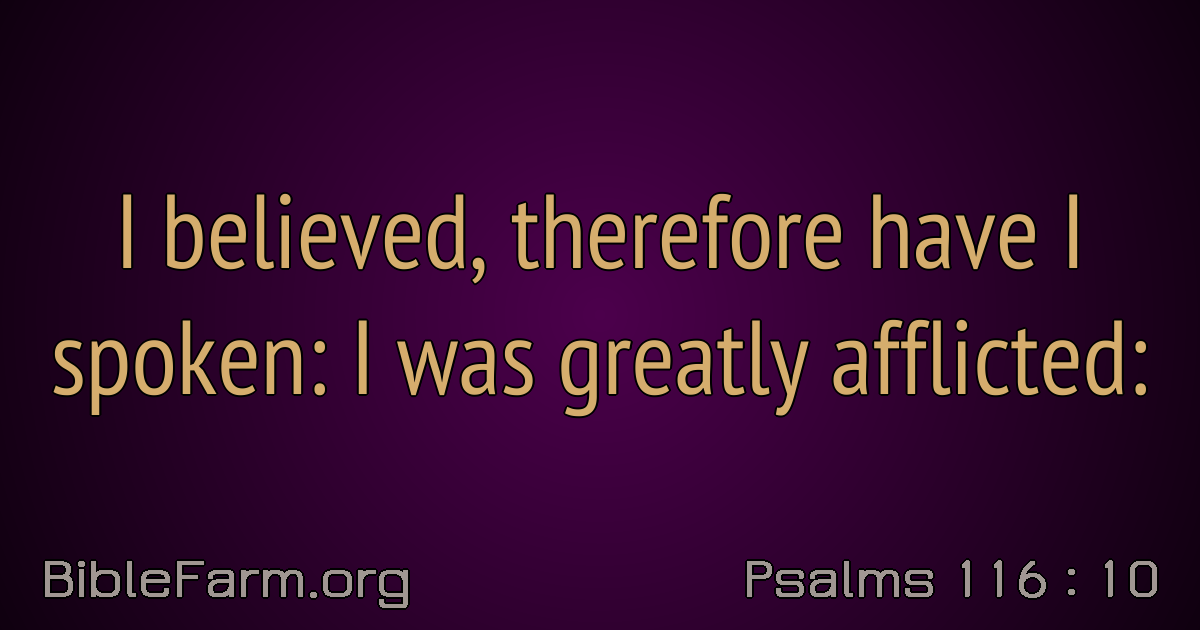 I believed, therefore have I
spoken: I was greatly afflicted:
BibleFarm.org
Psalms 116 : 10